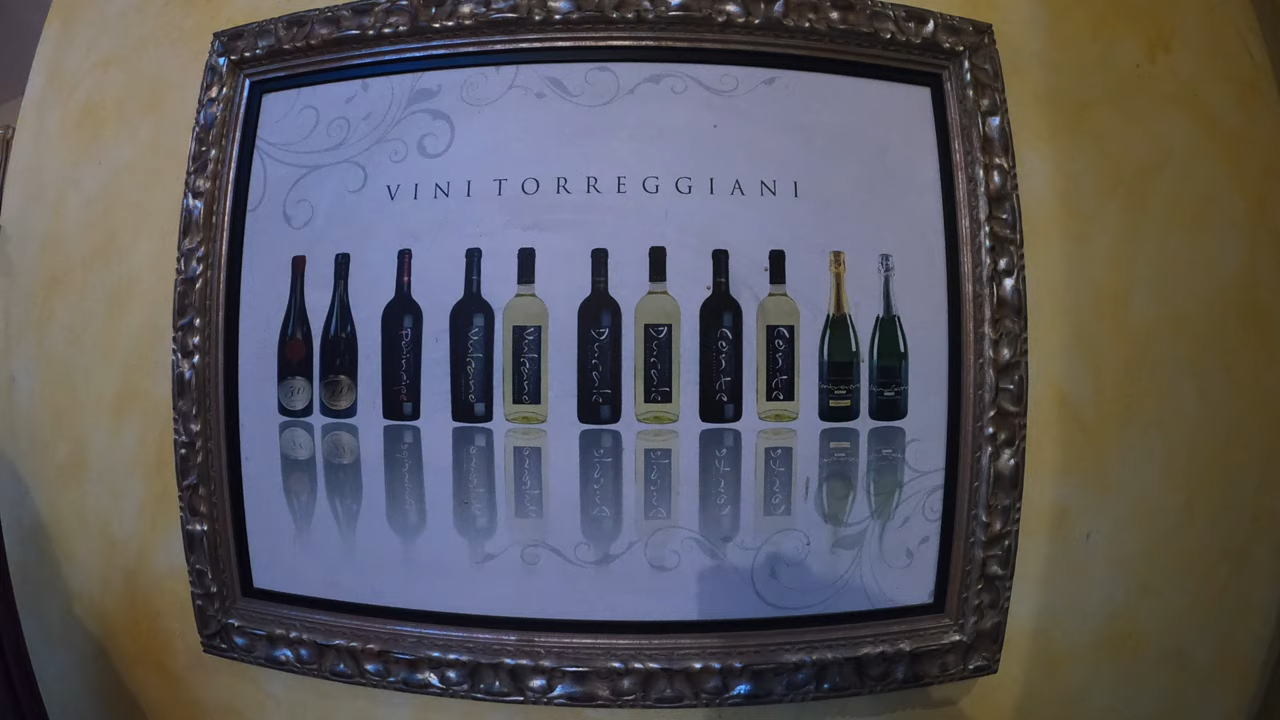 VINI TORREGGIANI
Principe
Vulcano
Vulcano
Ducale
Ducale
Conte
Conte